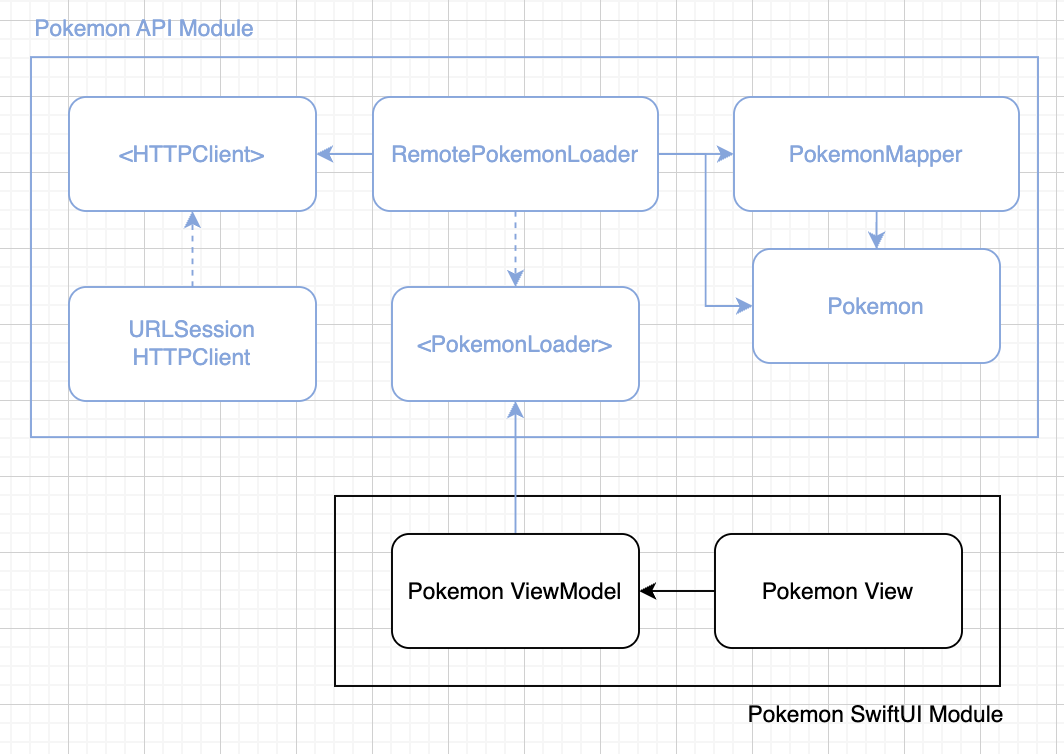 Pokemon API Module
<HTTPClient>
RemotePokemonLoader
PokemonMapper
URLSession
HTTPClient
<PokemonLoader>
Pokemon
Pokemon ViewModel
Pokemon View
Pokemon SwiftUI Module